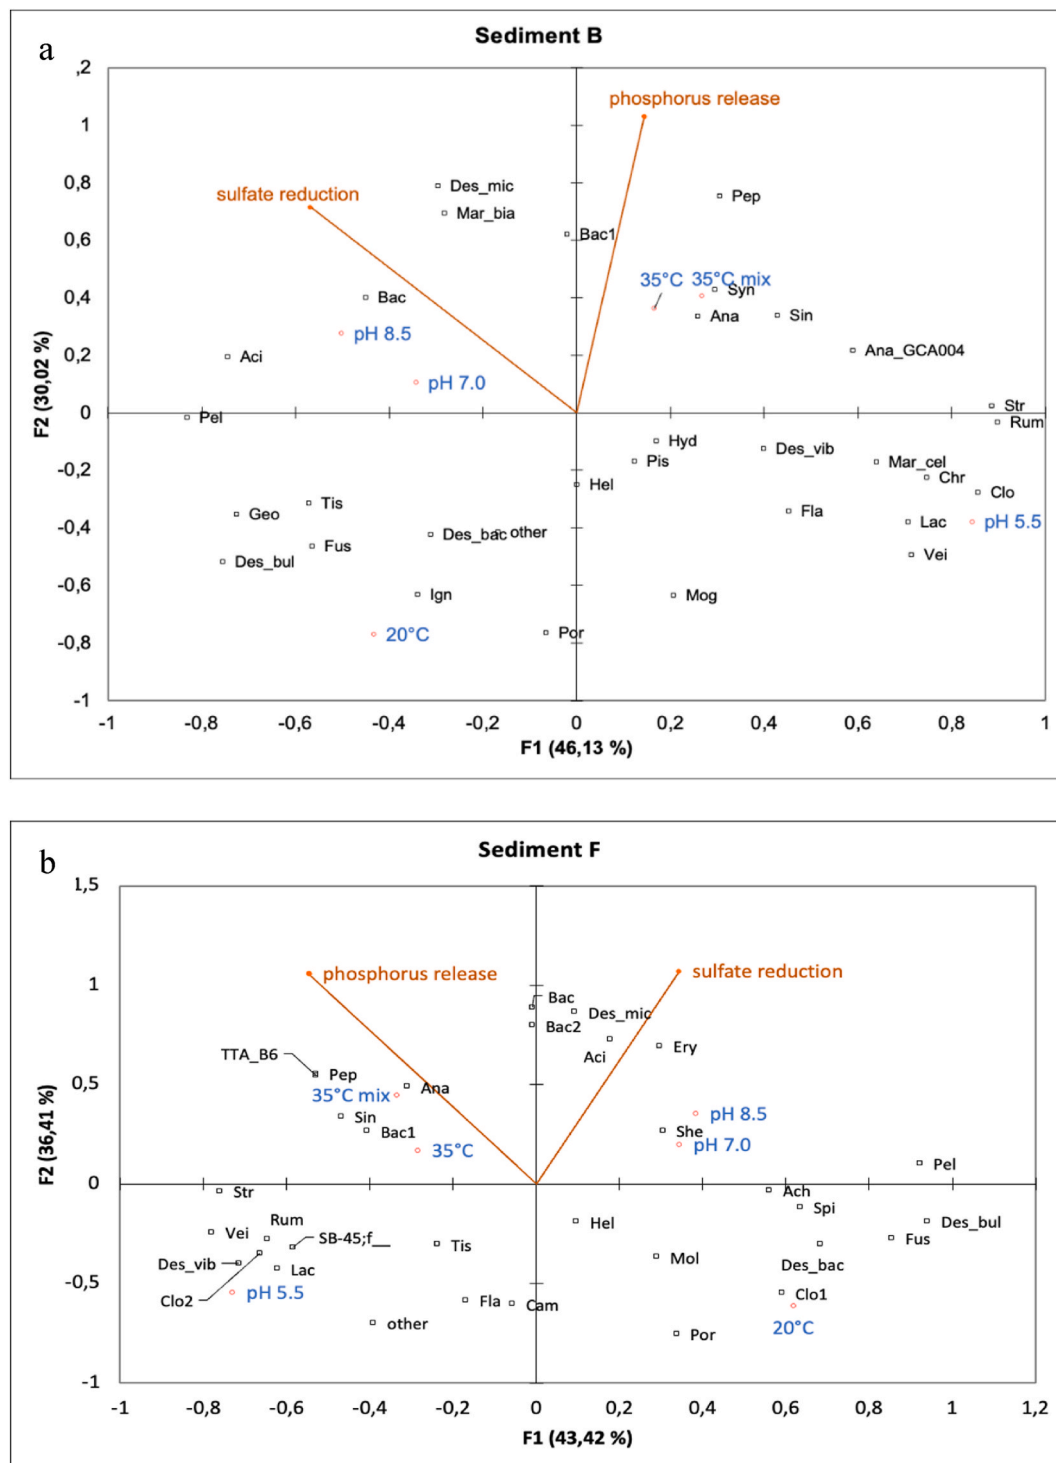 a
Sediment B
,2
phosphorus release
1
0,8
Des_mic
sulfate reduction
Pep
Mar_bia
0,6
Bac1
35°C 35°C mix
Syn
0,4
Bac
Ana
Sin
pH 8.5
Ana_GCA004
0,2
Aci
pH 7.0
F2 (30,02 %)
0
Str
Pel
Rum
Hyd
Des_vib
-0,2
Pis
Mar_cel
Chr
Hel
Clo
Tis
Geo
Fla
Lac
pH 5.5
-0,4
Des_bac
other
Fus
Vei
Des_bul
-0,6
Ign
Mog
20°C
Por
-0,8
-1
-1 -0,8 -0,6 -0,4 -0,2 0 0,2 0,4 0,6 0,8 1
F1 (46,13 %)
b
Sediment F
1,5
phosphorus release
sulfate reduction
1
Bac
Des_mic
Bac2
Ery
Aci
TTA_B6
Pep
0,5
35°C mix
Ana
Sin
pH 8.5
Bac1
She
pH 7.0
35°C
Pel
F2 (36,41 %)
0
Str
Ach
Spi
Rum
Hel
Des_bul
Vei
SB-45;f__
Tis
Fus
Des_vib
Lac
Mol
Des_bac
-0,5
Clo2
pH 5.5
Fla
Cam
Clo1
other
20°C
Por
-1
-1 -0,8 -0,6 -0,4 -0,2 0 0,2 0,4 0,6 0,8 1 1,2
F1 (43,42 %)